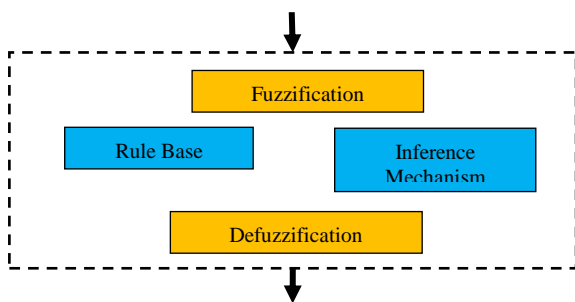 Fuzzification
Rule Base
Inference
Mechanism
Defuzzification